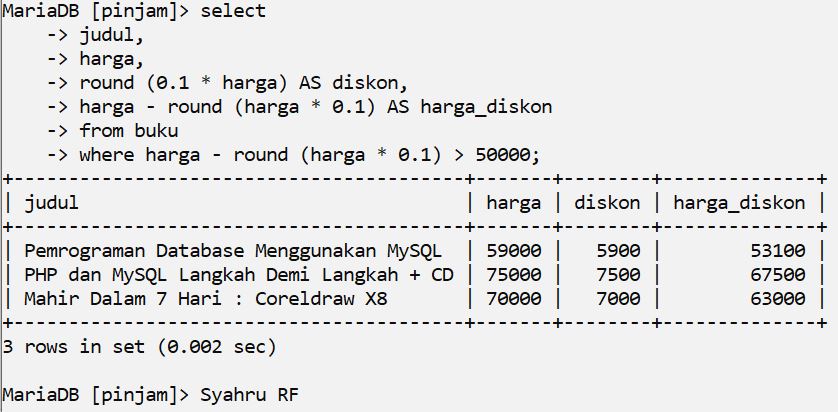 MariaDB [pinjam]> select
    -> judul,
    -> harga,
    -> round (0.1 * harga) AS diskon,
    -> harga - round (harga * 0.1) AS harga_diskon
    -> from buku
    -> where harga - round (harga * 0.1) > 50000;
+-----------------------------------------+-------+--------+--------------+
| judul                                   | harga | diskon | harga_diskon |
+-----------------------------------------+-------+--------+--------------+
| Pemrograman Database Menggunakan MySQL  | 59000 |   5900 |        53100 |
| PHP dan MySQL Langkah Demi Langkah + CD | 75000 |   7500 |        67500 |
| Mahir Dalam 7 Hari : Coreldraw X8       | 70000 |   7000 |        63000 |
+-----------------------------------------+-------+--------+--------------+
3 rows in set (0.002 sec)
MariaDB [pinjam]> Syahru RF